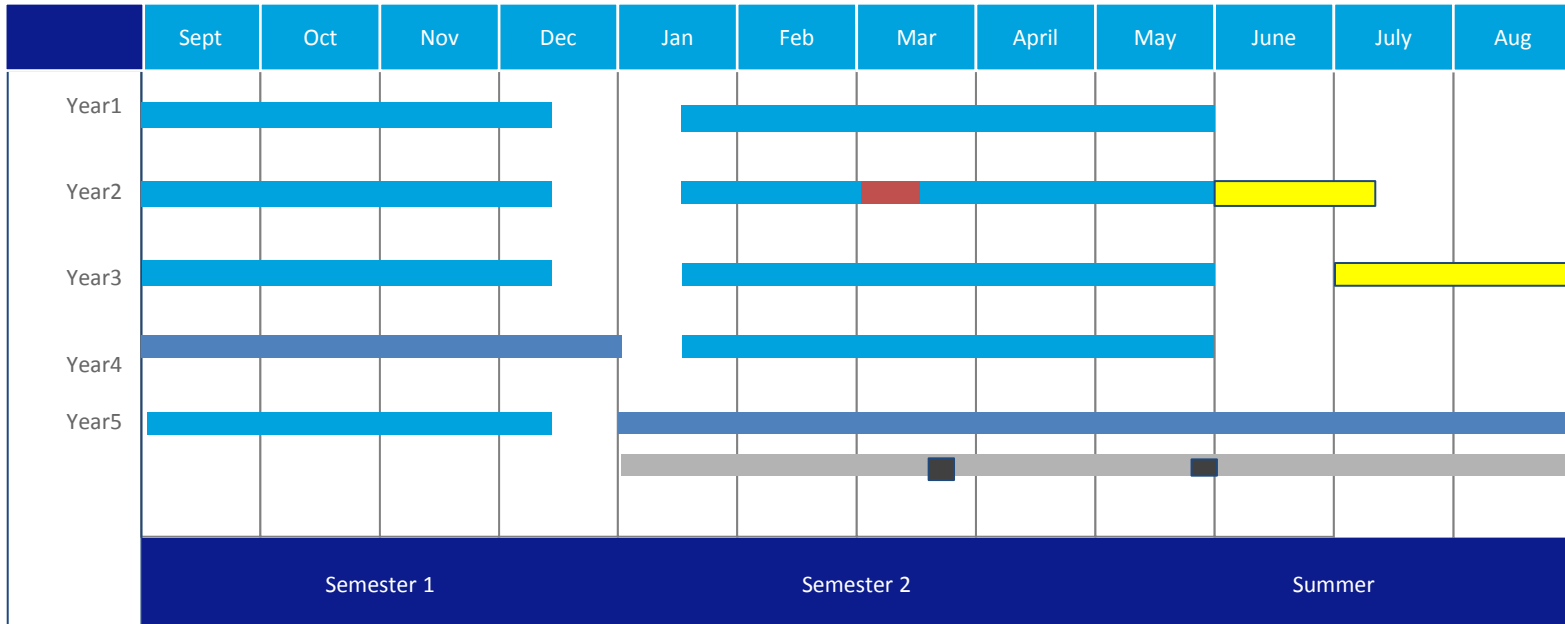 Sept Oct Nov Dec Jan Feb Mar April May June July Aug
Year1
Year2
Year3
Year4
Year5
Semester 1 Semester 2 Summer